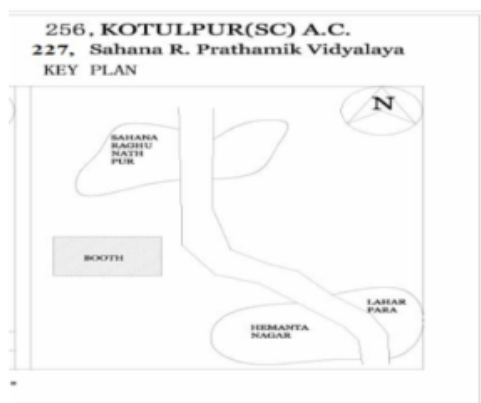 256, KOTULPUR(SC) A.C.
227, Sahana R. Prathamik Vidyalaya
KEY PLAN
N
SAHANA
RAGHU
NATH
PUR
BOOTH
LAHAR
PARA
HEMANTA
NAGAR